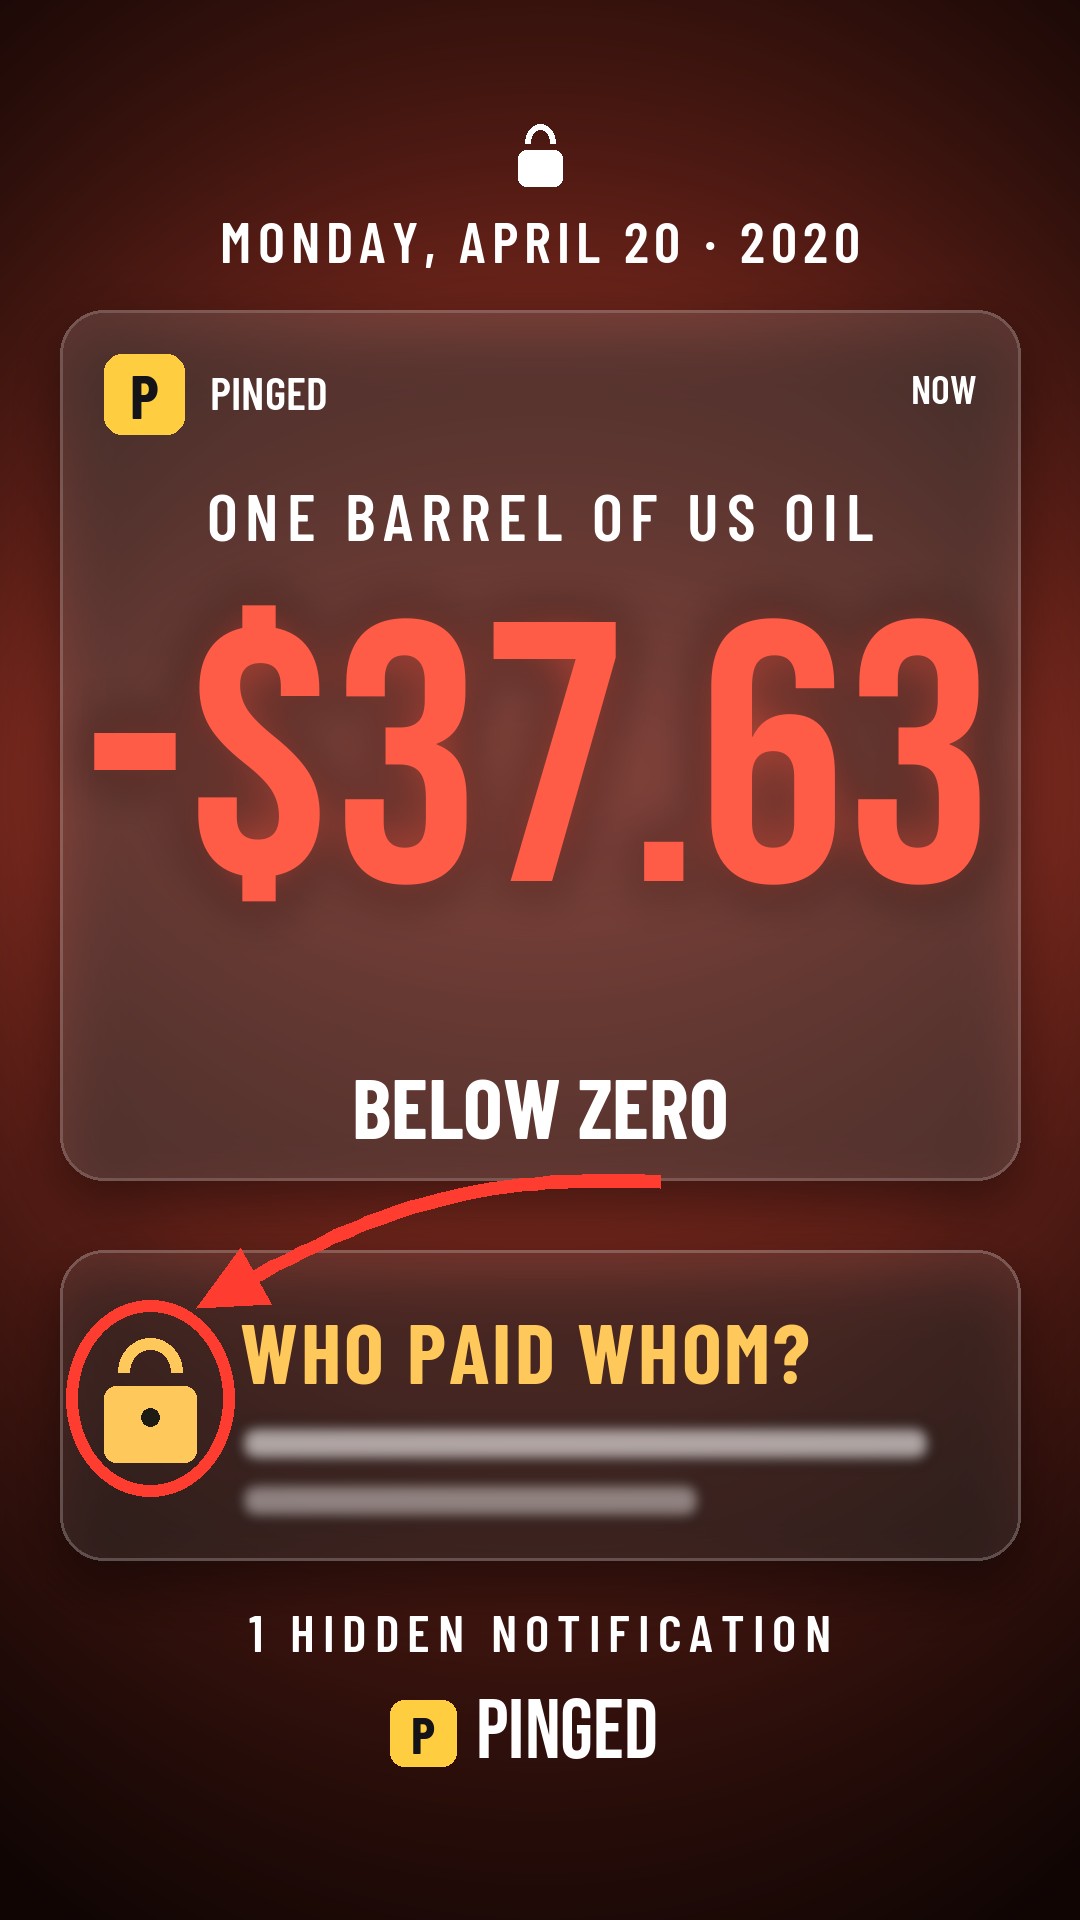 MONDAY, APRIL 20 · 2020
P PINGED NOW
ONE BARREL OF US OIL
-$37.63
BELOW ZERO
WHO PAID WHOM?
1 HIDDEN NOTIFICATION
P PINGED